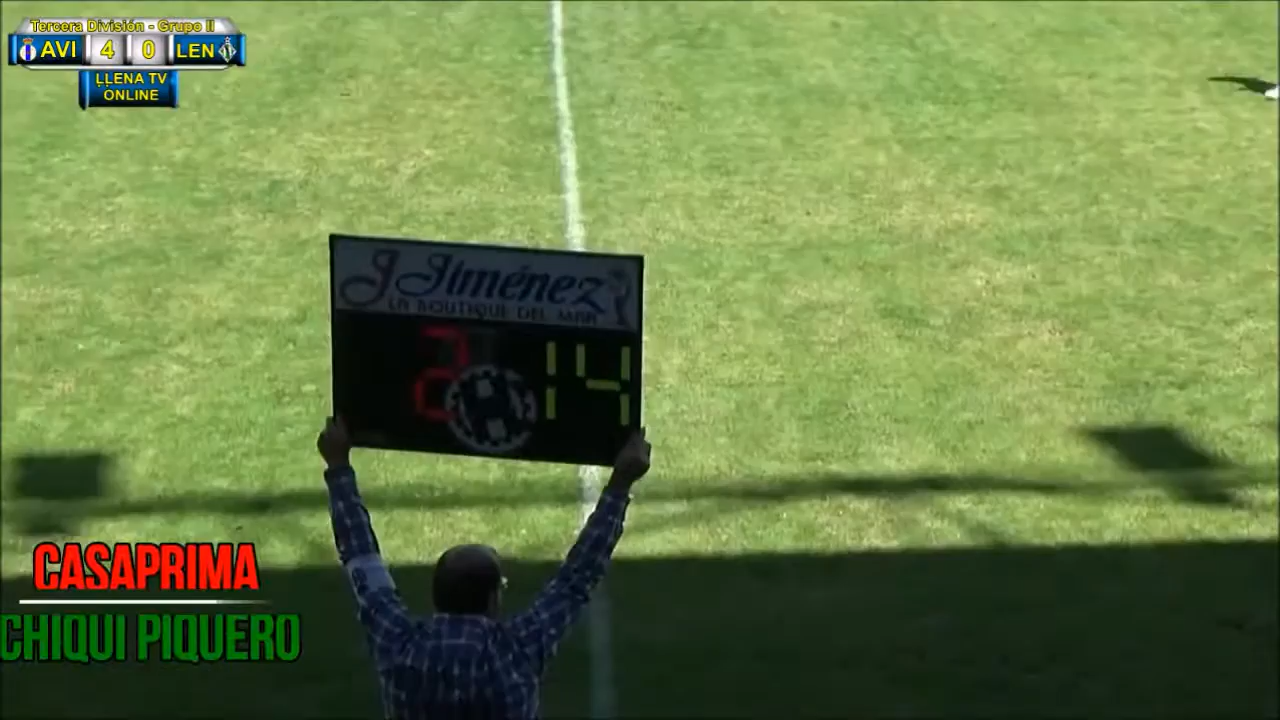 Tercera División - Grupo II
AVI 4 0 LEN
ḶḶENA TV
ONLINE
J.Jiménez
LA BOUTIQUE DEL MAR
2 14
CASAPRIMA
CHIQUI PIQUERO